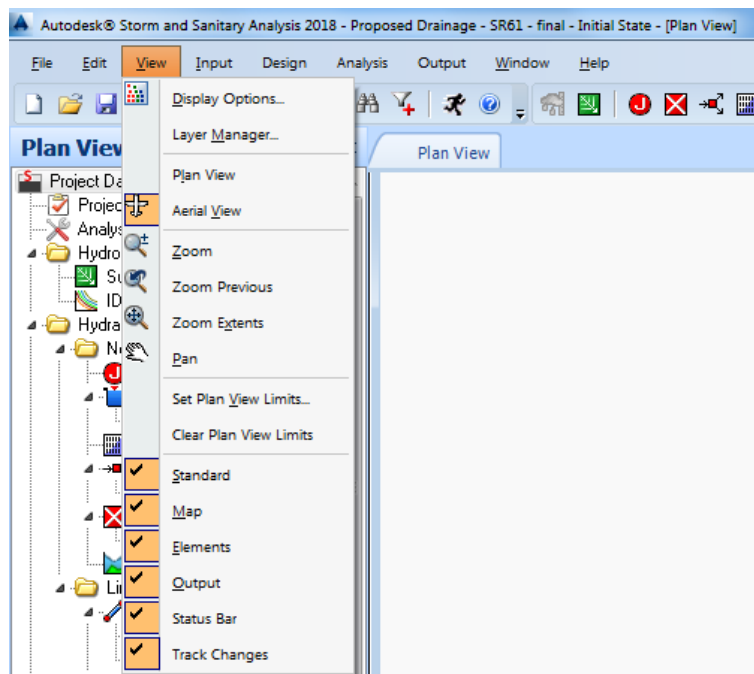 Autodesk® Storm and Sanitary Analysis 2018 - Proposed Drainage - SR61 - final - Initial State - [Plan View]
File Edit View Input Design Analysis Output Window Help
Plan View
Plan View
Project Da
Projec
Analys
Hydro
Su
ID
Hydra
No
J
Li
Display Options...
Layer Manager...
Plan View
Aerial View
Zoom
Zoom Previous
Zoom Extents
Pan
Set Plan View Limits...
Clear Plan View Limits
Standard
Map
Elements
Output
Status Bar
Track Changes